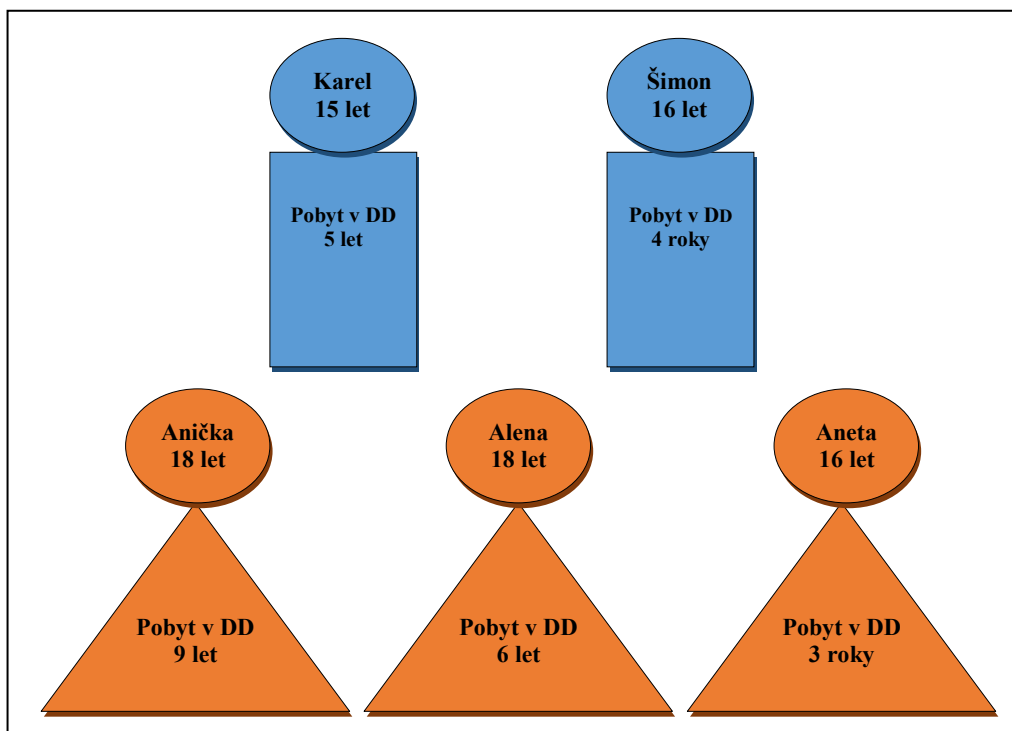 Karel
15 let
Pobyt v DD
5 let
Šimon
16 let
Pobyt v DD
4 roky
Anička
18 let
Pobyt v DD
9 let
Alena
18 let
Pobyt v DD
6 let
Aneta
16 let
Pobyt v DD
3 roky